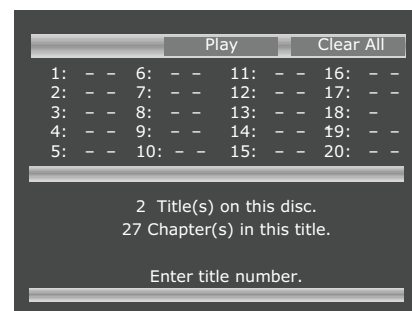 Play Clear All
1: – – 6: – – 11: – – 16: – –
2: – – 7: – – 12: – – 17: – –
3: – – 8: – – 13: – – 18: –
4: – – 9: – – 14: – – 19: – –
5: – – 10: – – 15: – – 20: – –
2 Title(s) on this disc.
27 Chapter(s) in this title.
Enter title number.